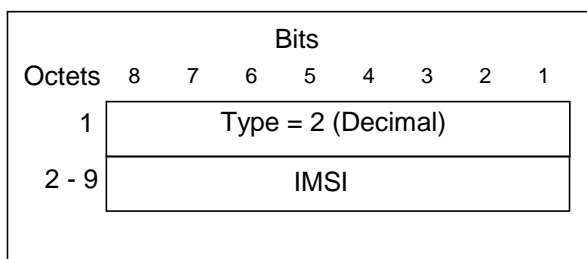 Bits
Octets 8 7 6 5 4 3 2 1
1 Type = 2 (Decimal)
2 - 9 IMSI